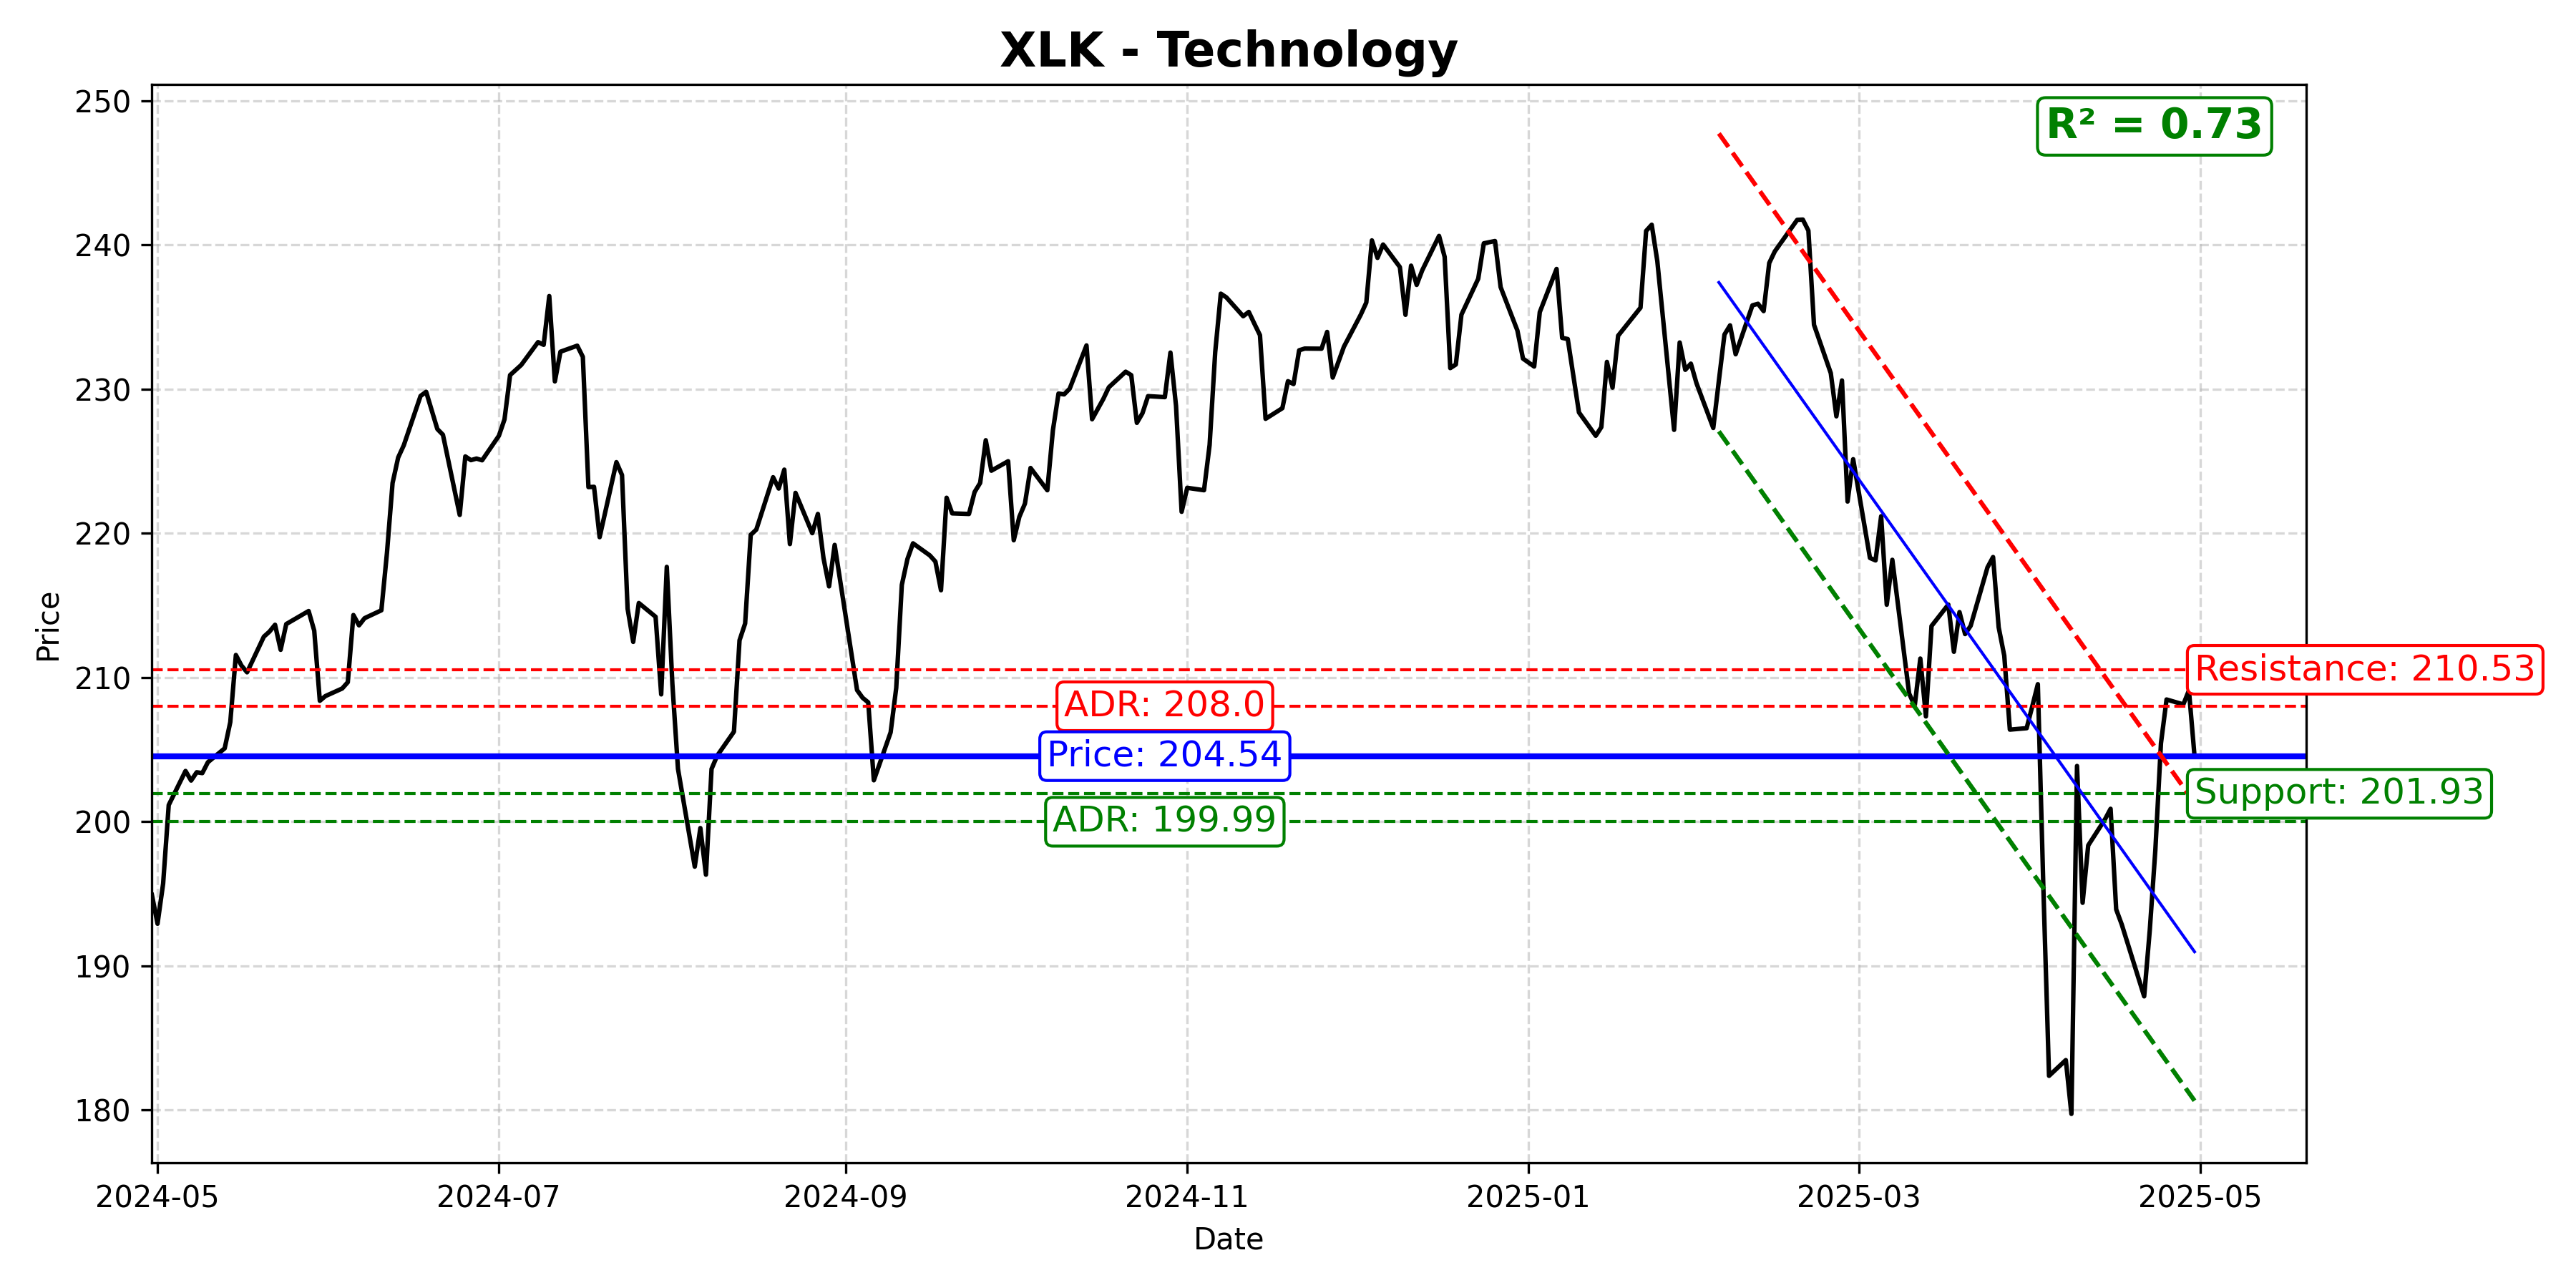 XLK - Technology
R² = 0.73
250
240
230
220
210
200
190
180
Price
Resistance: 210.53
ADR: 208.0
Price: 204.54
Support: 201.93
ADR: 199.99
2024-05
2024-07
2024-09
2024-11
2025-01
2025-03
2025-05
Date